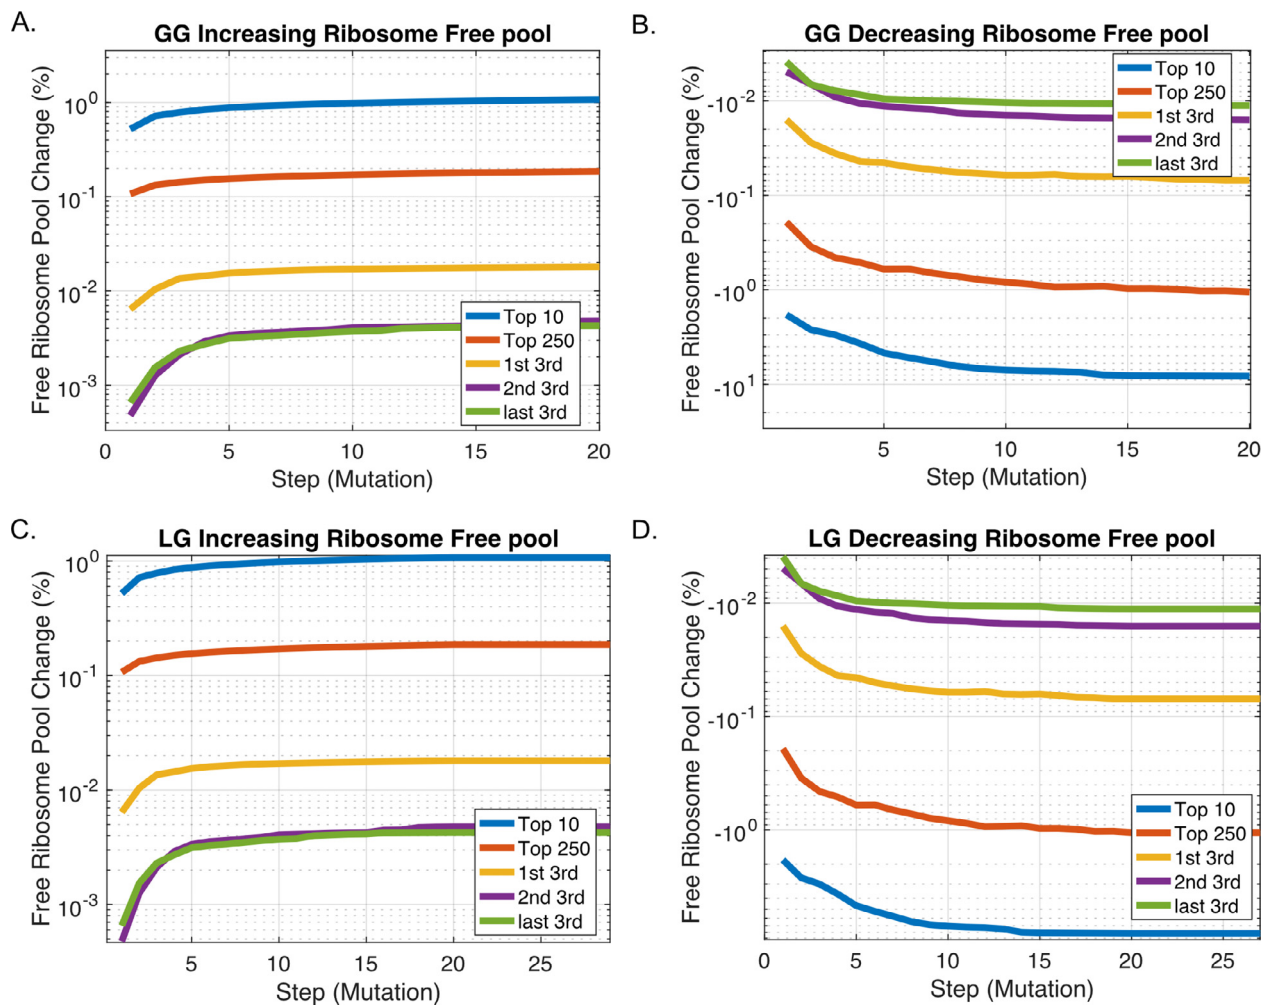 A.
GG Increasing Ribosome Free pool
Free Ribosome Pool Change (%)
10^0
10^-1
10^-2
10^-3
0 5 10 15 20
Step (Mutation)
Top 10
Top 250
1st 3rd
2nd 3rd
last 3rd
B.
GG Decreasing Ribosome Free pool
Free Ribosome Pool Change (%)
-10^-2
-10^-1
-10^0
-10^1
5 10 15 20
Step (Mutation)
Top 10
Top 250
1st 3rd
2nd 3rd
last 3rd
C.
LG Increasing Ribosome Free pool
Free Ribosome Pool Change (%)
10^0
10^-1
10^-2
10^-3
5 10 15 20 25
Step (Mutation)
Top 10
Top 250
1st 3rd
2nd 3rd
last 3rd
D.
LG Decreasing Ribosome Free pool
Free Ribosome Pool Change (%)
-10^-2
-10^-1
-10^0
0 5 10 15 20 25
Step (Mutation)
Top 10
Top 250
1st 3rd
2nd 3rd
last 3rd